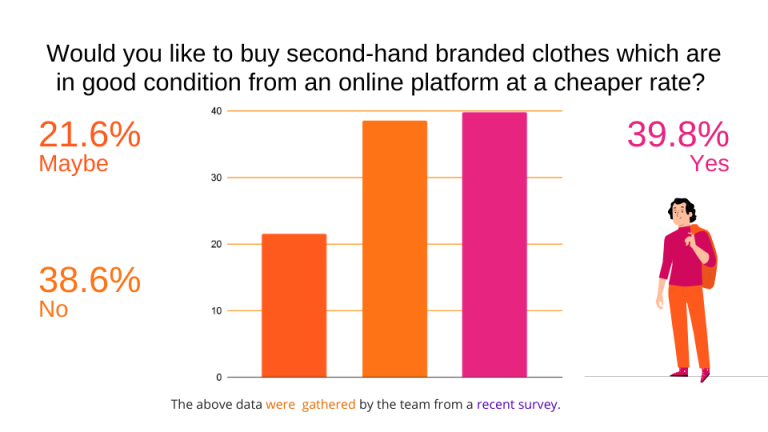 Would you like to buy second-hand branded clothes which are
in good condition from an online platform at a cheaper rate?
21.6%
Maybe
38.6%
No
40
30
20
10
0
39.8%
Yes
The above data were gathered by the team from a recent survey.